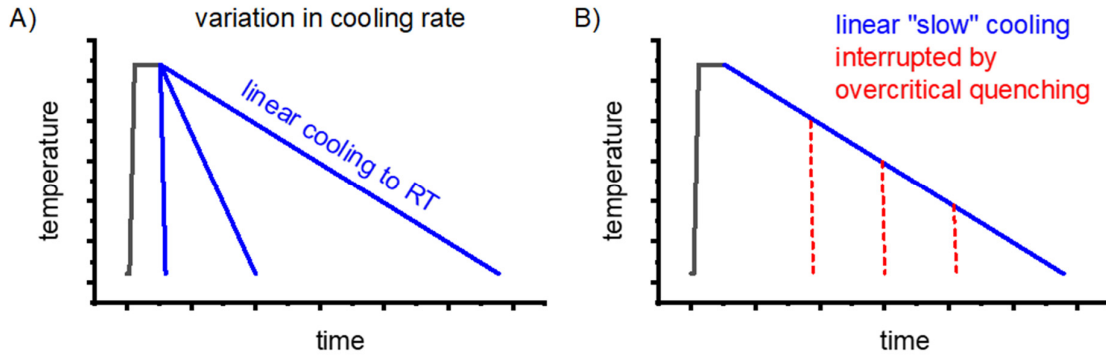 A)
variation in cooling rate
temperature
linear cooling to RT
time
B)
linear "slow" cooling
interrupted by
overcritical quenching
temperature
time